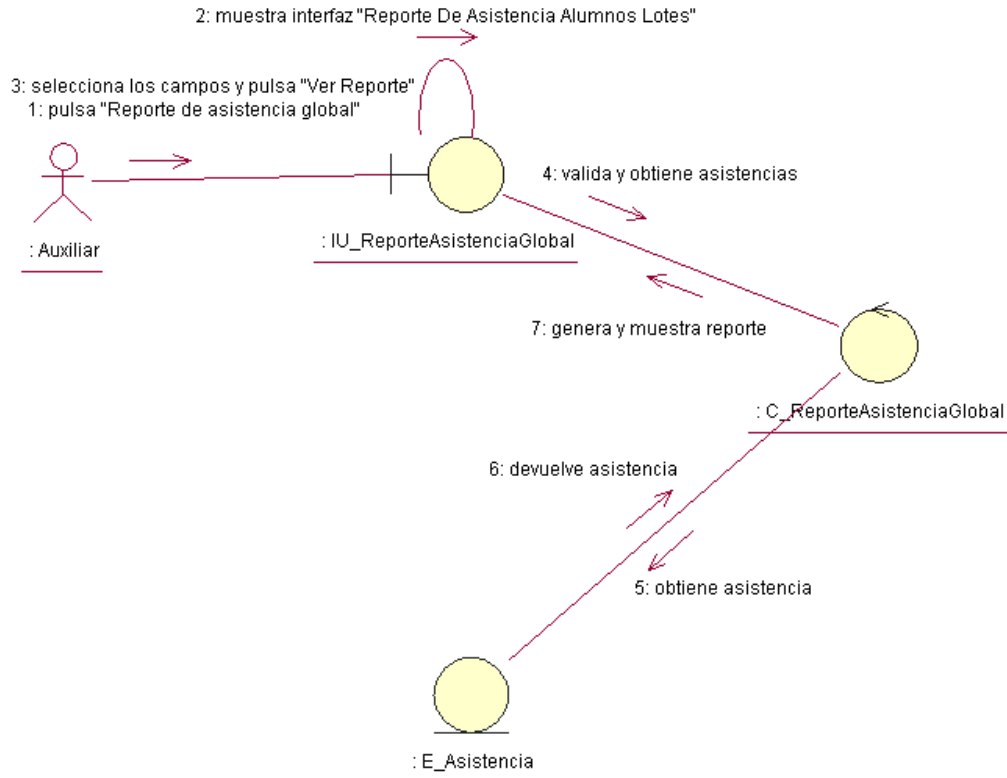 2: muestra interfaz "Reporte De Asistencia Alumnos Lotes"
3: selecciona los campos y pulsa "Ver Reporte"
1: pulsa "Reporte de asistencia global"
4: valida y obtiene asistencias
: Auxiliar
: IU_ReporteAsistenciaGlobal
7: genera y muestra reporte
: C_ReporteAsistenciaGlobal
6: devuelve asistencia
5: obtiene asistencia
: E_Asistencia